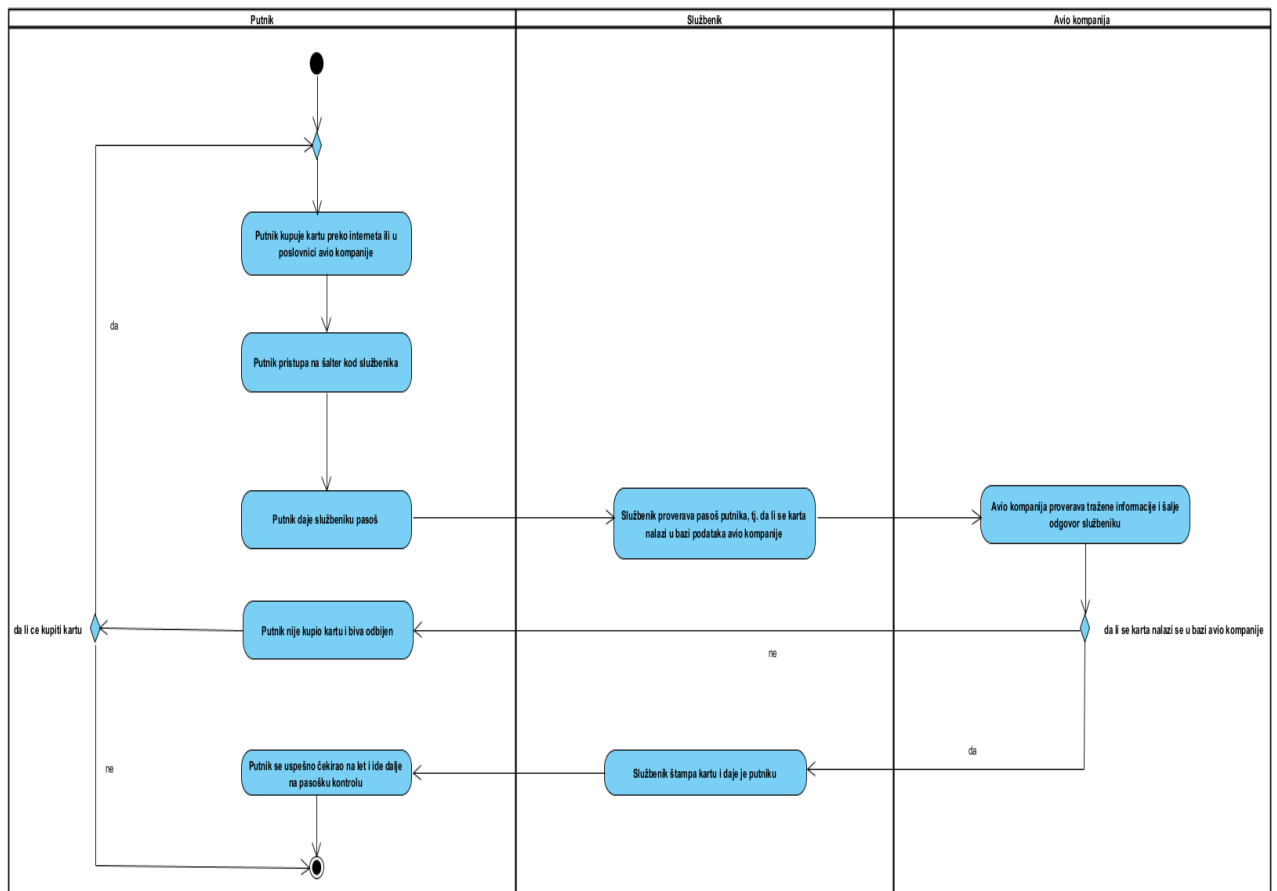 Putnik
Službenik
Avio kompanija
Putnik kupuje kartu preko interneta ili u
poslovnici avio kompanije
da
Putnik pristupa na šalter kod službenika
Putnik daje službeniku pasoš
Službenik proverava pasoš putnika, tj. da li se karta
nalazi u bazi podataka avio kompanije
Avio kompanija proverava tražene informacije i šalje
odgovor službeniku
da li ce kupiti kartu
Putnik nije kupio kartu i biva odbijen
ne
da li se karta nalazi se u bazi avio kompanije
ne
Putnik se uspešno čekirao na let i ide dalje
na pasošku kontrolu
Službenik štampa kartu i daje je putniku
da